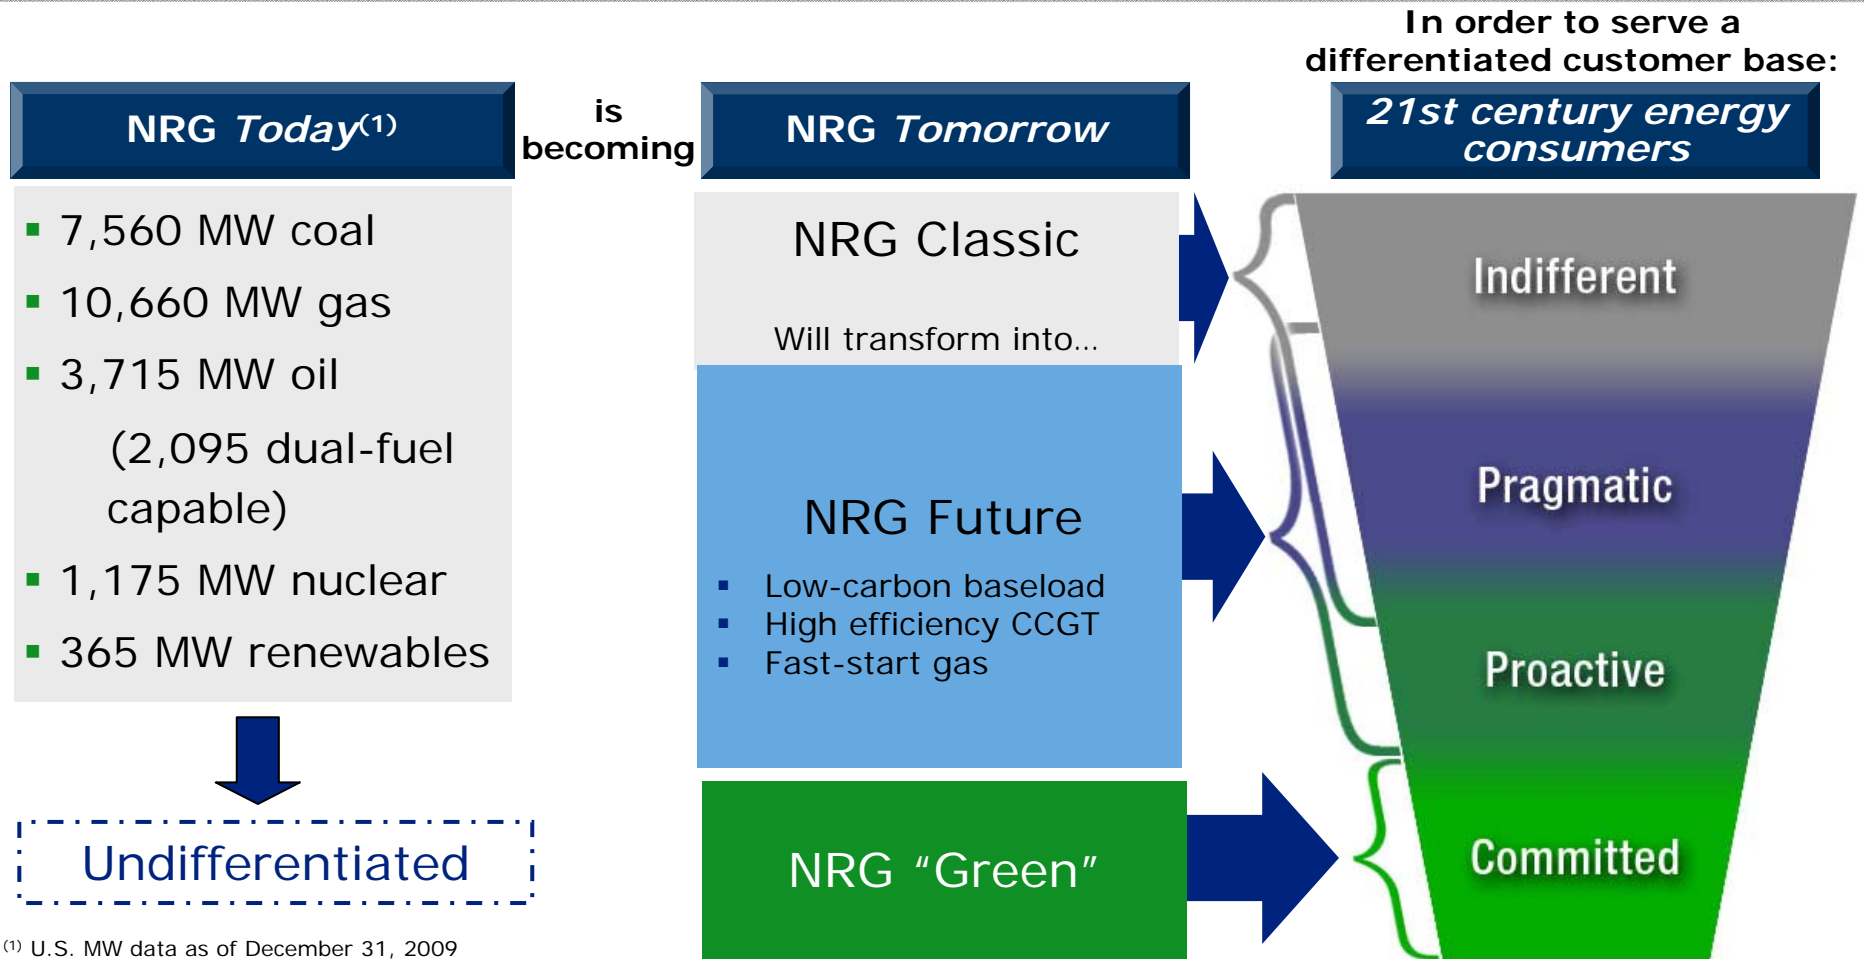 In order to serve a
differentiated customer base:
NRG Today(1)
is
becoming
NRG Tomorrow
21st century energy
consumers
▪ 7,560 MW coal
▪ 10,660 MW gas
▪ 3,715 MW oil
(2,095 dual-fuel
capable)
▪ 1,175 MW nuclear
▪ 365 MW renewables
Undifferentiated
(1) U.S. MW data as of December 31, 2009
NRG Classic
Will transform into…
NRG Future
▪ Low-carbon baseload
▪ High efficiency CCGT
▪ Fast-start gas
NRG “Green”
Indifferent
Pragmatic
Proactive
Committed